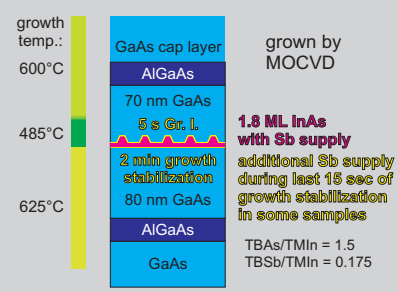 growth
temp.:
600°C
485°C
625°C
GaAs cap layer
AlGaAs
70 nm GaAs
5 s Gr. I.
2 min growth
stabilization
80 nm GaAs
AlGaAs
GaAs
grown by
MOCVD
1.8 ML InAs
with Sb supply
additional Sb supply
during last 15 sec of
growth stabilization
in some samples
TBAs/TMIn = 1.5
TBSb/TMIn = 0.175